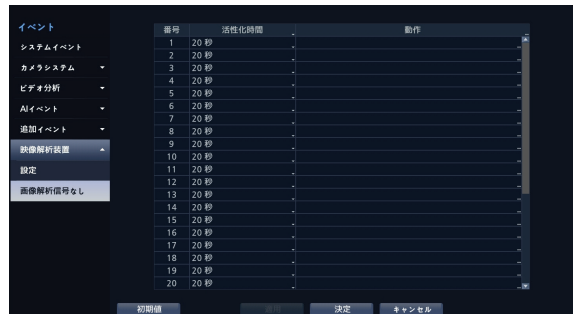 イベント
システムイベント
カメラシステム
ビデオ分析
AIイベント
追加イベント
映像解析装置
設定
画像解析信号なし
番号 活性化時間 動作
1 20 秒
2 20 秒
3 20 秒
4 20 秒
5 20 秒
6 20 秒
7 20 秒
8 20 秒
9 20 秒
10 20 秒
11 20 秒
12 20 秒
13 20 秒
14 20 秒
15 20 秒
16 20 秒
17 20 秒
18 20 秒
19 20 秒
20 20 秒
初期値 決定 キャンセル